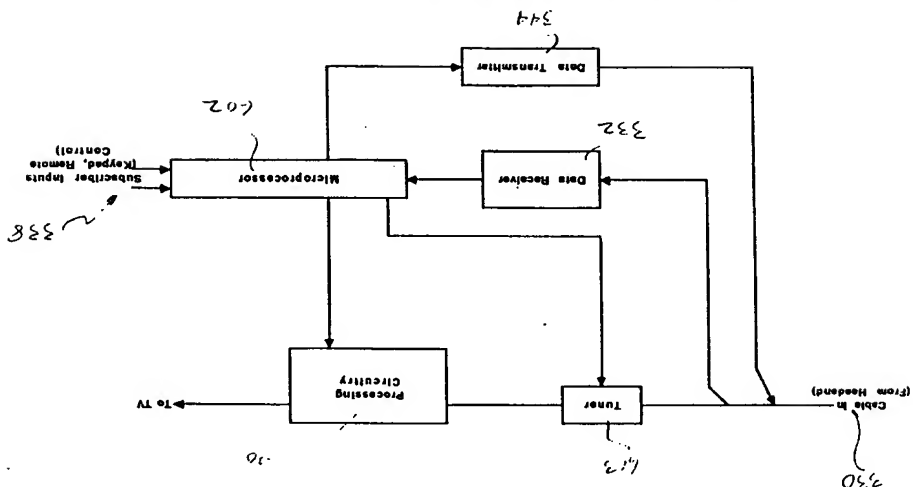 330
Cable In
(From Headend)
Tuner
Processing
Circuitry
To TV
338
Subscriber Inputs
(Keypad, Remote
Control)
Microprocessor
602
Data Receiver
332
Data Transmitter
344